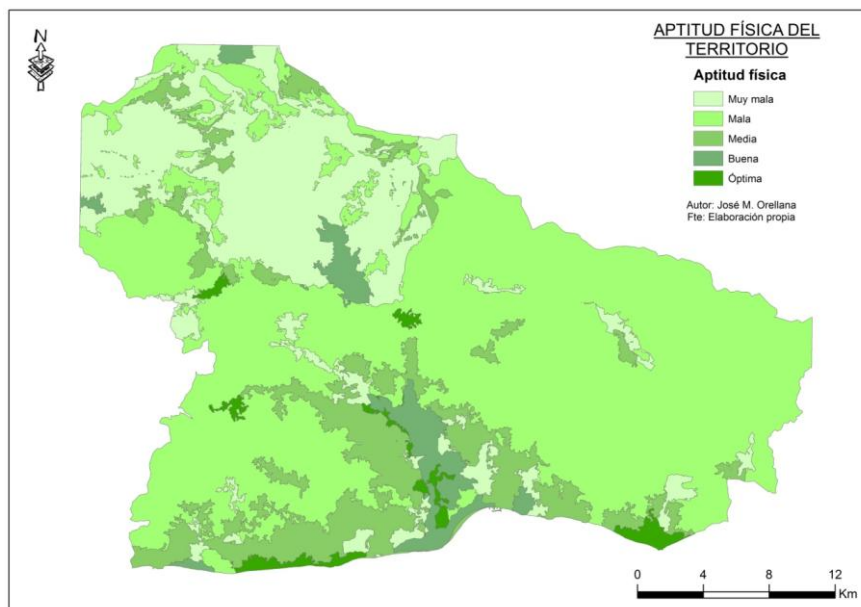 N
APTITUD FÍSICA DEL
TERRITORIO
Aptitud física
Muy mala
Mala
Media
Buena
Óptima
Autor: José M. Orellana
Fte: Elaboración propia
0 4 8 12
Km